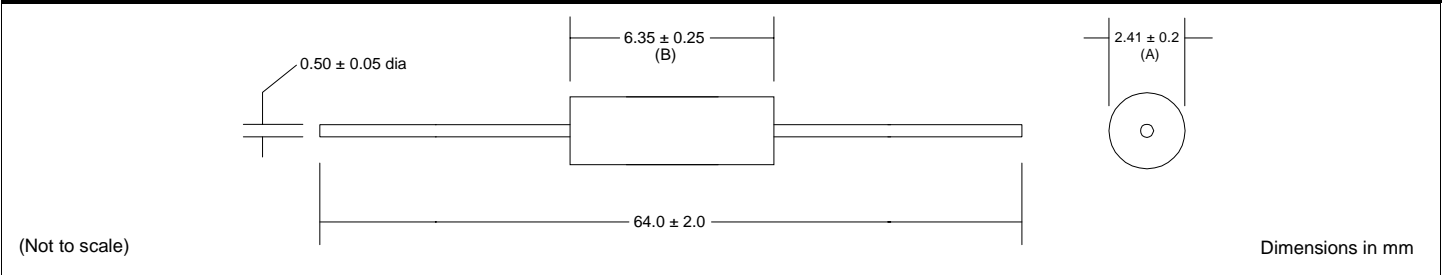 6.35 ± 0.25
(B)
2.41 ± 0.2
(A)
0.50 ± 0.05 dia
64.0 ± 2.0
(Not to scale)
Dimensions in mm